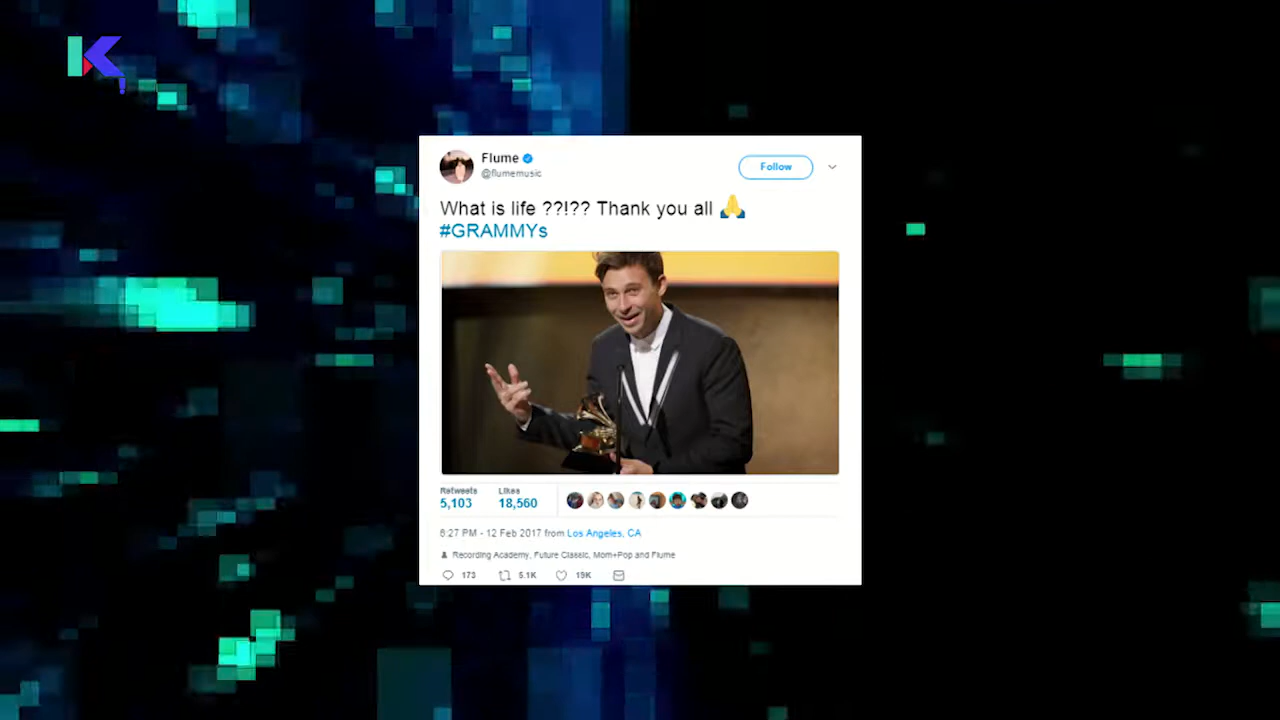 Flume
@flumemusic
Follow
What is life ??!?? Thank you all 🙏
#GRAMMYs
Retweets
5,103
Likes
18,560
6:27 PM - 12 Feb 2017 from Los Angeles, CA
Recording Academy, Future Classic, Mom+Pop and Flume
173
5.1K
19K